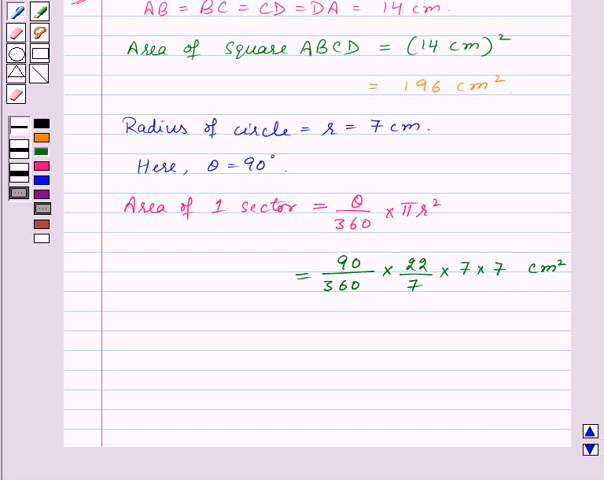 AB = BC = CD = DA = 14 cm.
Area of Square ABCD = (14 cm)²
= 196 cm².
Radius of circle = r = 7 cm.
Here, θ = 90°.
Area of 1 sector = θ/360 × πr²
= 90/360 × 22/7 × 7 × 7 cm²